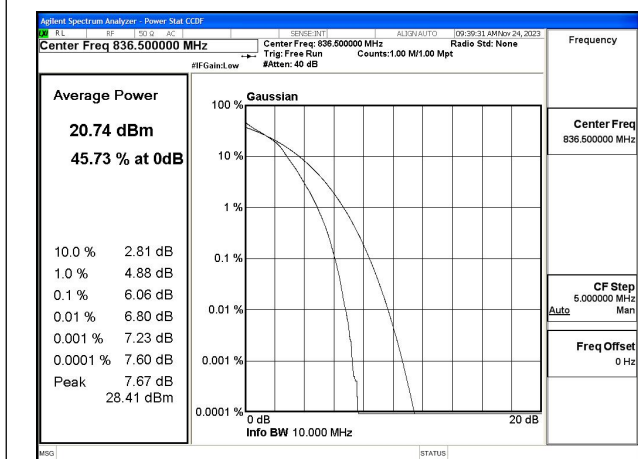 Agilent Spectrum Analyzer - Power Stat CCDF
LXI RL RF 50 Ω AC SENSE:INT ALIGNAUTO 09:39:31 AMNov 24, 2023
Center Freq 836.500000 MHz
Center Freq: 836.500000 MHz Radio Std: None
Trig: Free Run Counts:1.00 M/1.00 Mpt
#IFGain:Low #Atten: 40 dB
Frequency
Average Power
20.74 dBm
45.73 % at 0dB
10.0 % 2.81 dB
1.0 % 4.88 dB
0.1 % 6.06 dB
0.01 % 6.80 dB
0.001 % 7.23 dB
0.0001 % 7.60 dB
Peak 7.67 dB
28.41 dBm
Gaussian
100 %
10 %
1 %
0.1 %
0.01 %
0.001 %
0.0001 %
0 dB 20 dB
Info BW 10.000 MHz
Center Freq
836.500000 MHz
CF Step
5.000000 MHz
Auto Man
Freq Offset
0 Hz
MSG STATUS